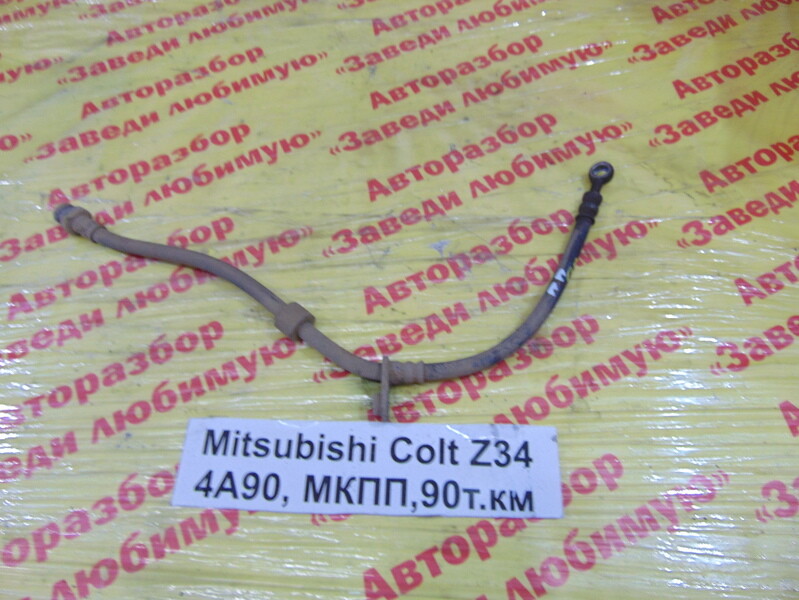 Авторазбор
«Заведи любимую»
Mitsubishi Colt Z34
4A90, МКПП,90т.км